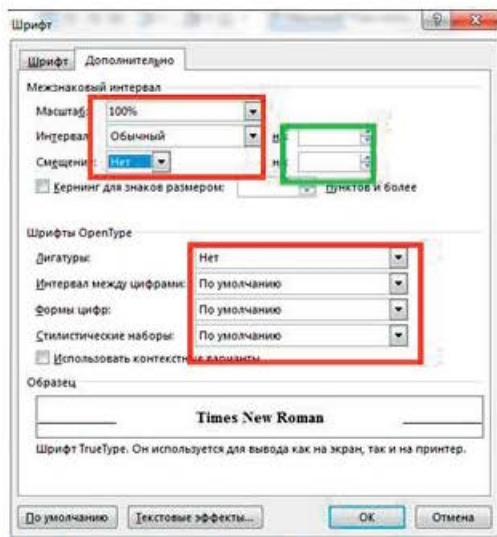 Шрифт
Шрифт Дополнительно
Межзнаковый интервал
Масштаб: 100%
Интервал: Обычный на:
Смещение: Нет на:
Кернинг для знаков размером: пунктов и более
Шрифты OpenType
Лигатуры: Нет
Интервал между цифрами: По умолчанию
Формы цифр: По умолчанию
Стилистические наборы: По умолчанию
Использовать контекстные варианты
Образец
Times New Roman
Шрифт TrueType. Он используется для вывода как на экран, так и на принтер.
По умолчанию Текстовые эффекты... ОК Отмена